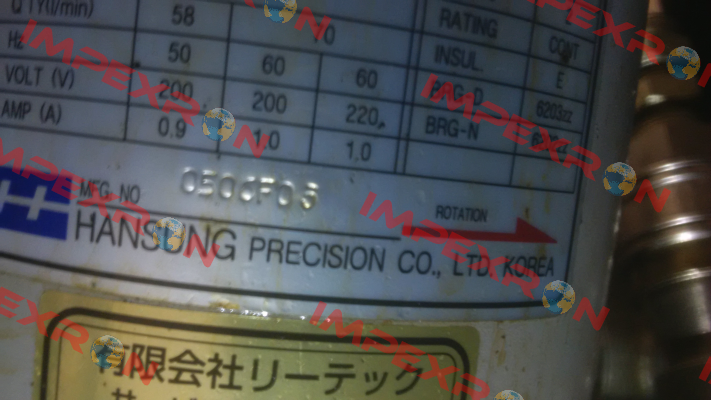 Q'TY(l/min) 58 70
Hz 50 60 60
VOLT (V) 200 200 220
AMP (A) 0.9 1.0 1.0
RATING CONT
INSUL. E
BRG-D 6203zz
BRG-N
MFG. NO 0506F06
ROTATION
HANSUNG PRECISION CO., LTD. KOREA
有限会社リーテック
IMPEXRON